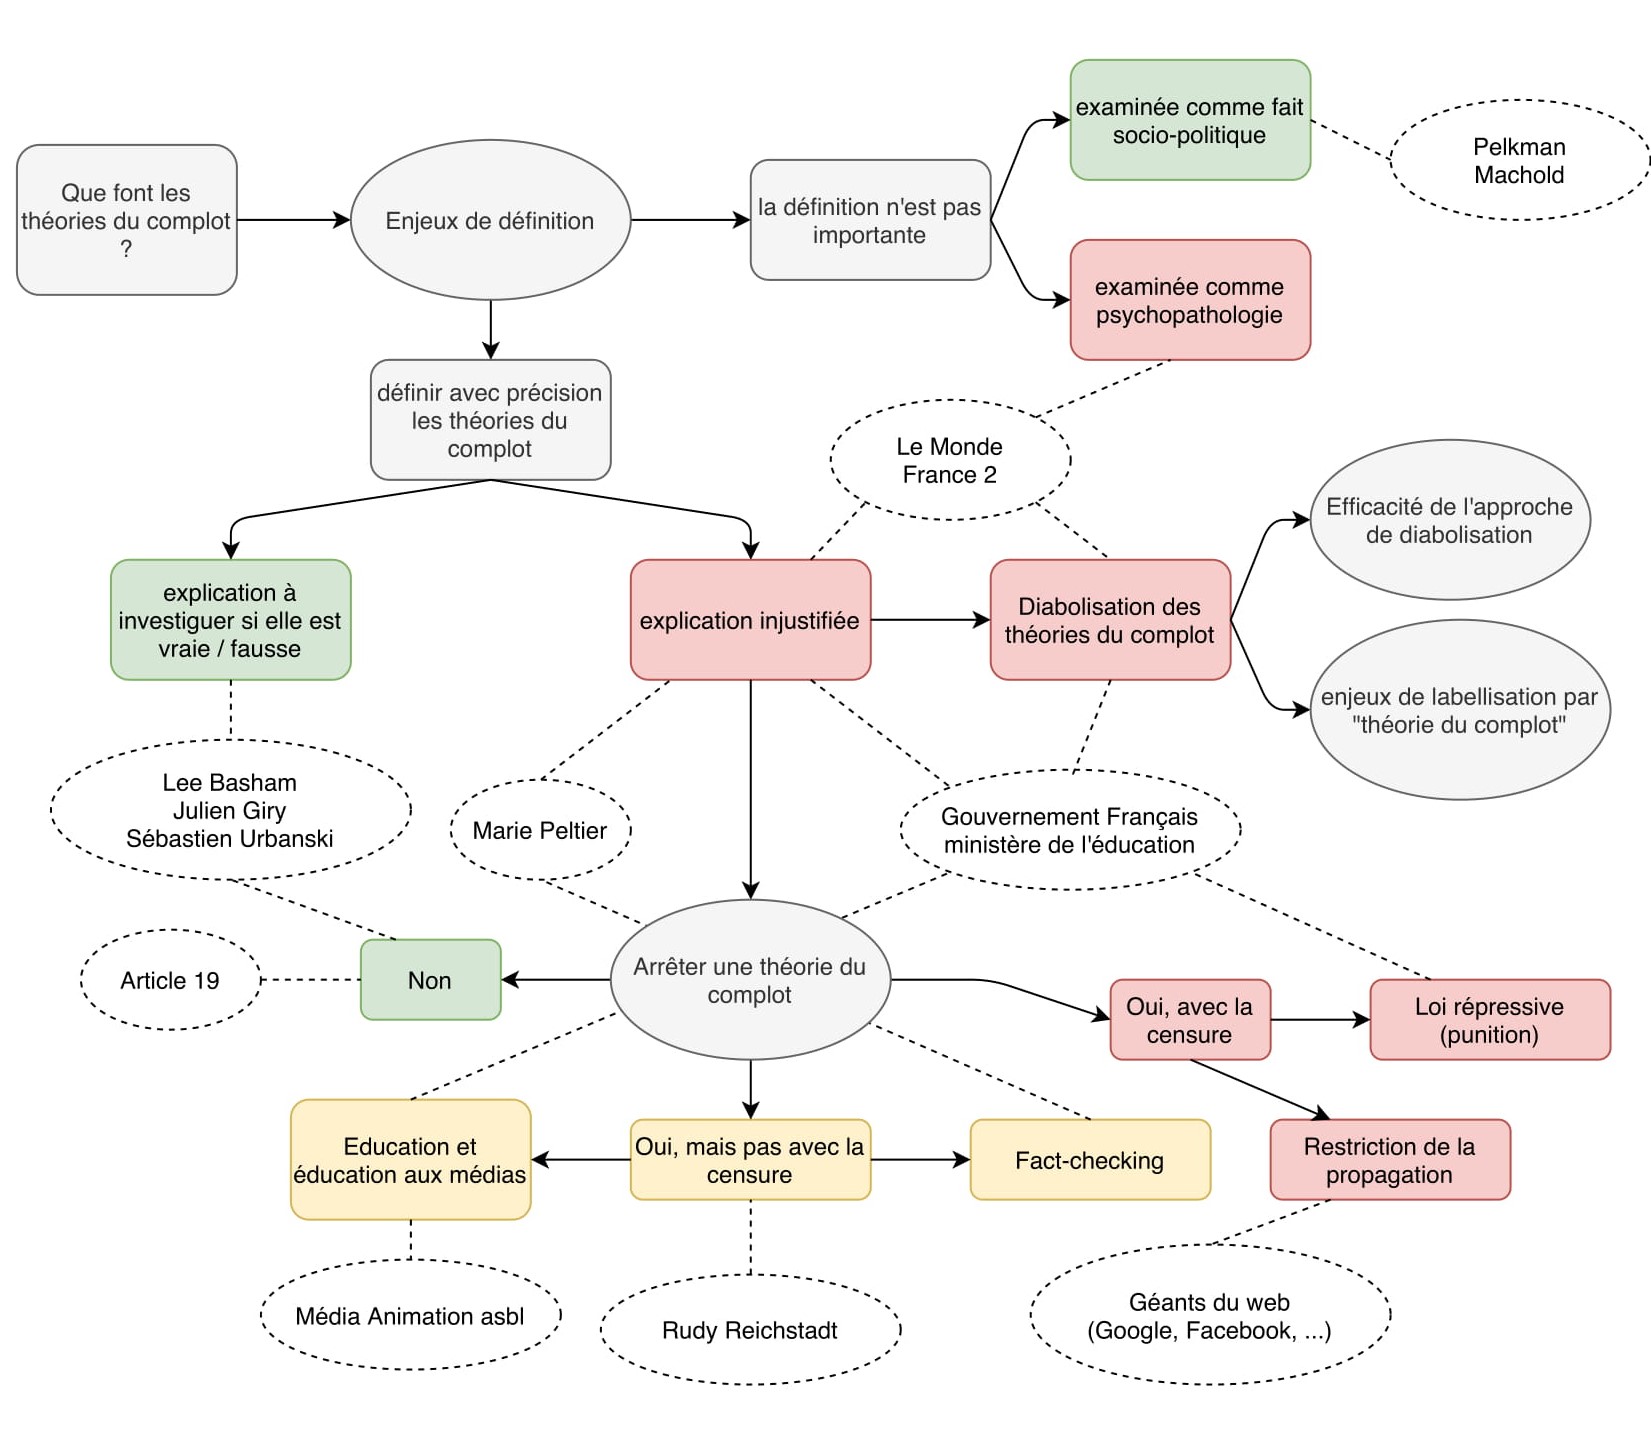 Que font les
théories du complot
?
Enjeux de définition
la définition n'est pas
importante
examinée comme fait
socio-politique
Pelkman
Machold
examinée comme
psychopathologie
définir avec précision
les théories du
complot
Le Monde
France 2
Efficacité de l'approche
de diabolisation
explication à
investiguer si elle est
vraie / fausse
explication injustifiée
Diabolisation des
théories du complot
enjeux de labellisation par
"théorie du complot"
Lee Basham
Julien Giry
Sébastien Urbanski
Marie Peltier
Gouvernement Français
ministère de l'éducation
Article 19
Non
Arrêter une théorie du
complot
Oui, avec la
censure
Loi répressive
(punition)
Education et
éducation aux médias
Oui, mais pas avec la
censure
Fact-checking
Restriction de la
propagation
Média Animation asbl
Rudy Reichstadt
Géants du web
(Google, Facebook, ...)